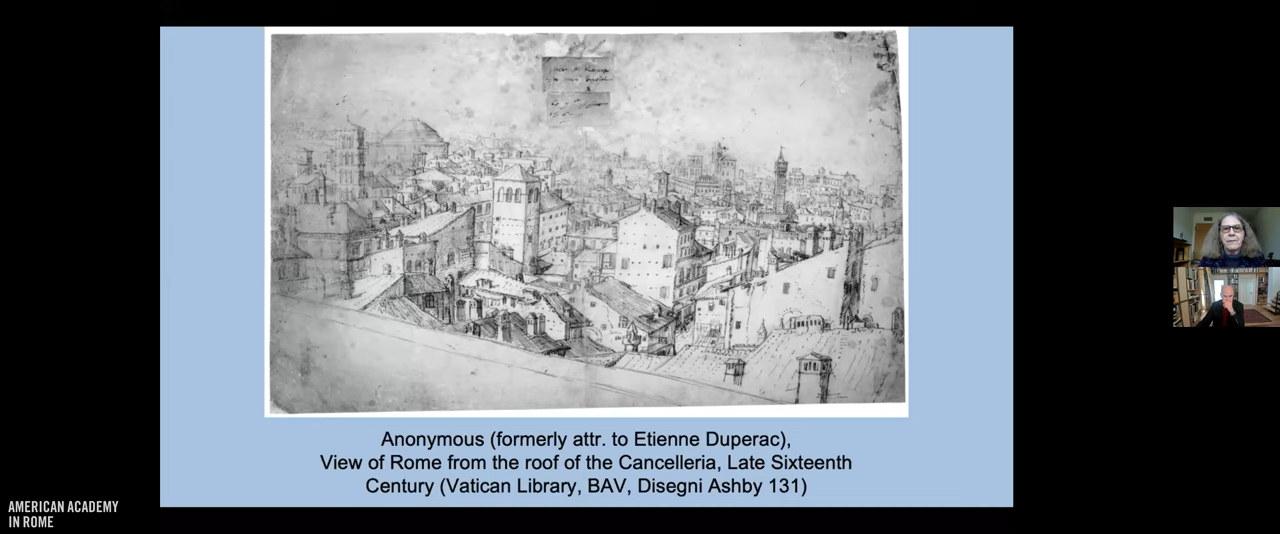 Anonymous (formerly attr. to Etienne Duperac),
View of Rome from the roof of the Cancelleria, Late Sixteenth
Century (Vatican Library, BAV, Disegni Ashby 131)
AMERICAN ACADEMY
IN ROME